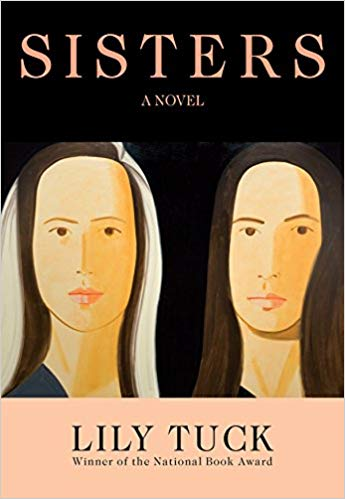 SISTERS
A NOVEL
LILY TUCK
Winner of the National Book Award